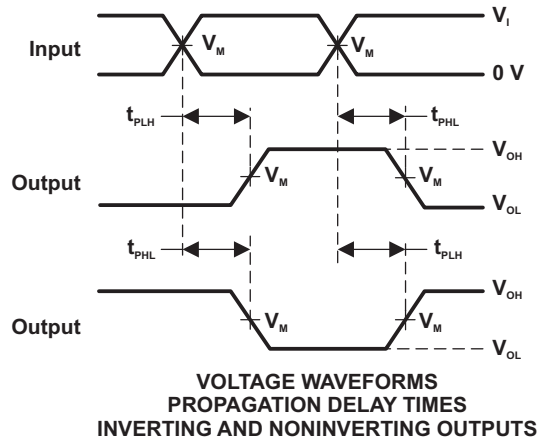 V_I
Input
V_M
V_M
0 V
t_PLH
t_PHL
V_OH
Output
V_M
V_M
V_OL
t_PHL
t_PLH
V_OH
Output
V_M
V_M
V_OL
VOLTAGE WAVEFORMS
PROPAGATION DELAY TIMES
INVERTING AND NONINVERTING OUTPUTS